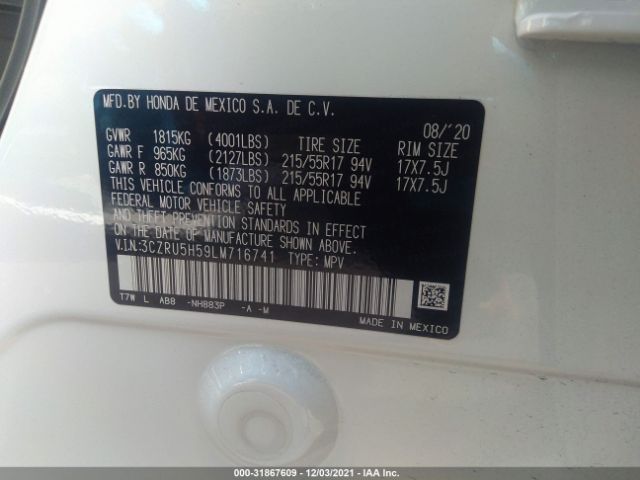 MFD.BY HONDA DE MEXICO S.A. DE C.V.
08/'20
GVWR 1815KG (4001LBS) TIRE SIZE RIM SIZE
GAWR F 965KG (2127LBS) 215/55R17 94V 17X7.5J
GAWR R 850KG (1873LBS) 215/55R17 94V 17X7.5J
THIS VEHICLE CONFORMS TO ALL APPLICABLE
FEDERAL MOTOR VEHICLE SAFETY
AND THEFT PREVENTION STANDARDS IN EFFECT
ON THE DATE OF MANUFACTURE SHOWN ABOVE.
V.I.N:3CZRU5H59LM716741 TYPE: MPV
T7W L AB8 -NH883P -A -M
MADE IN MEXICO
000-31867609 - 12/03/2021 - IAA Inc.